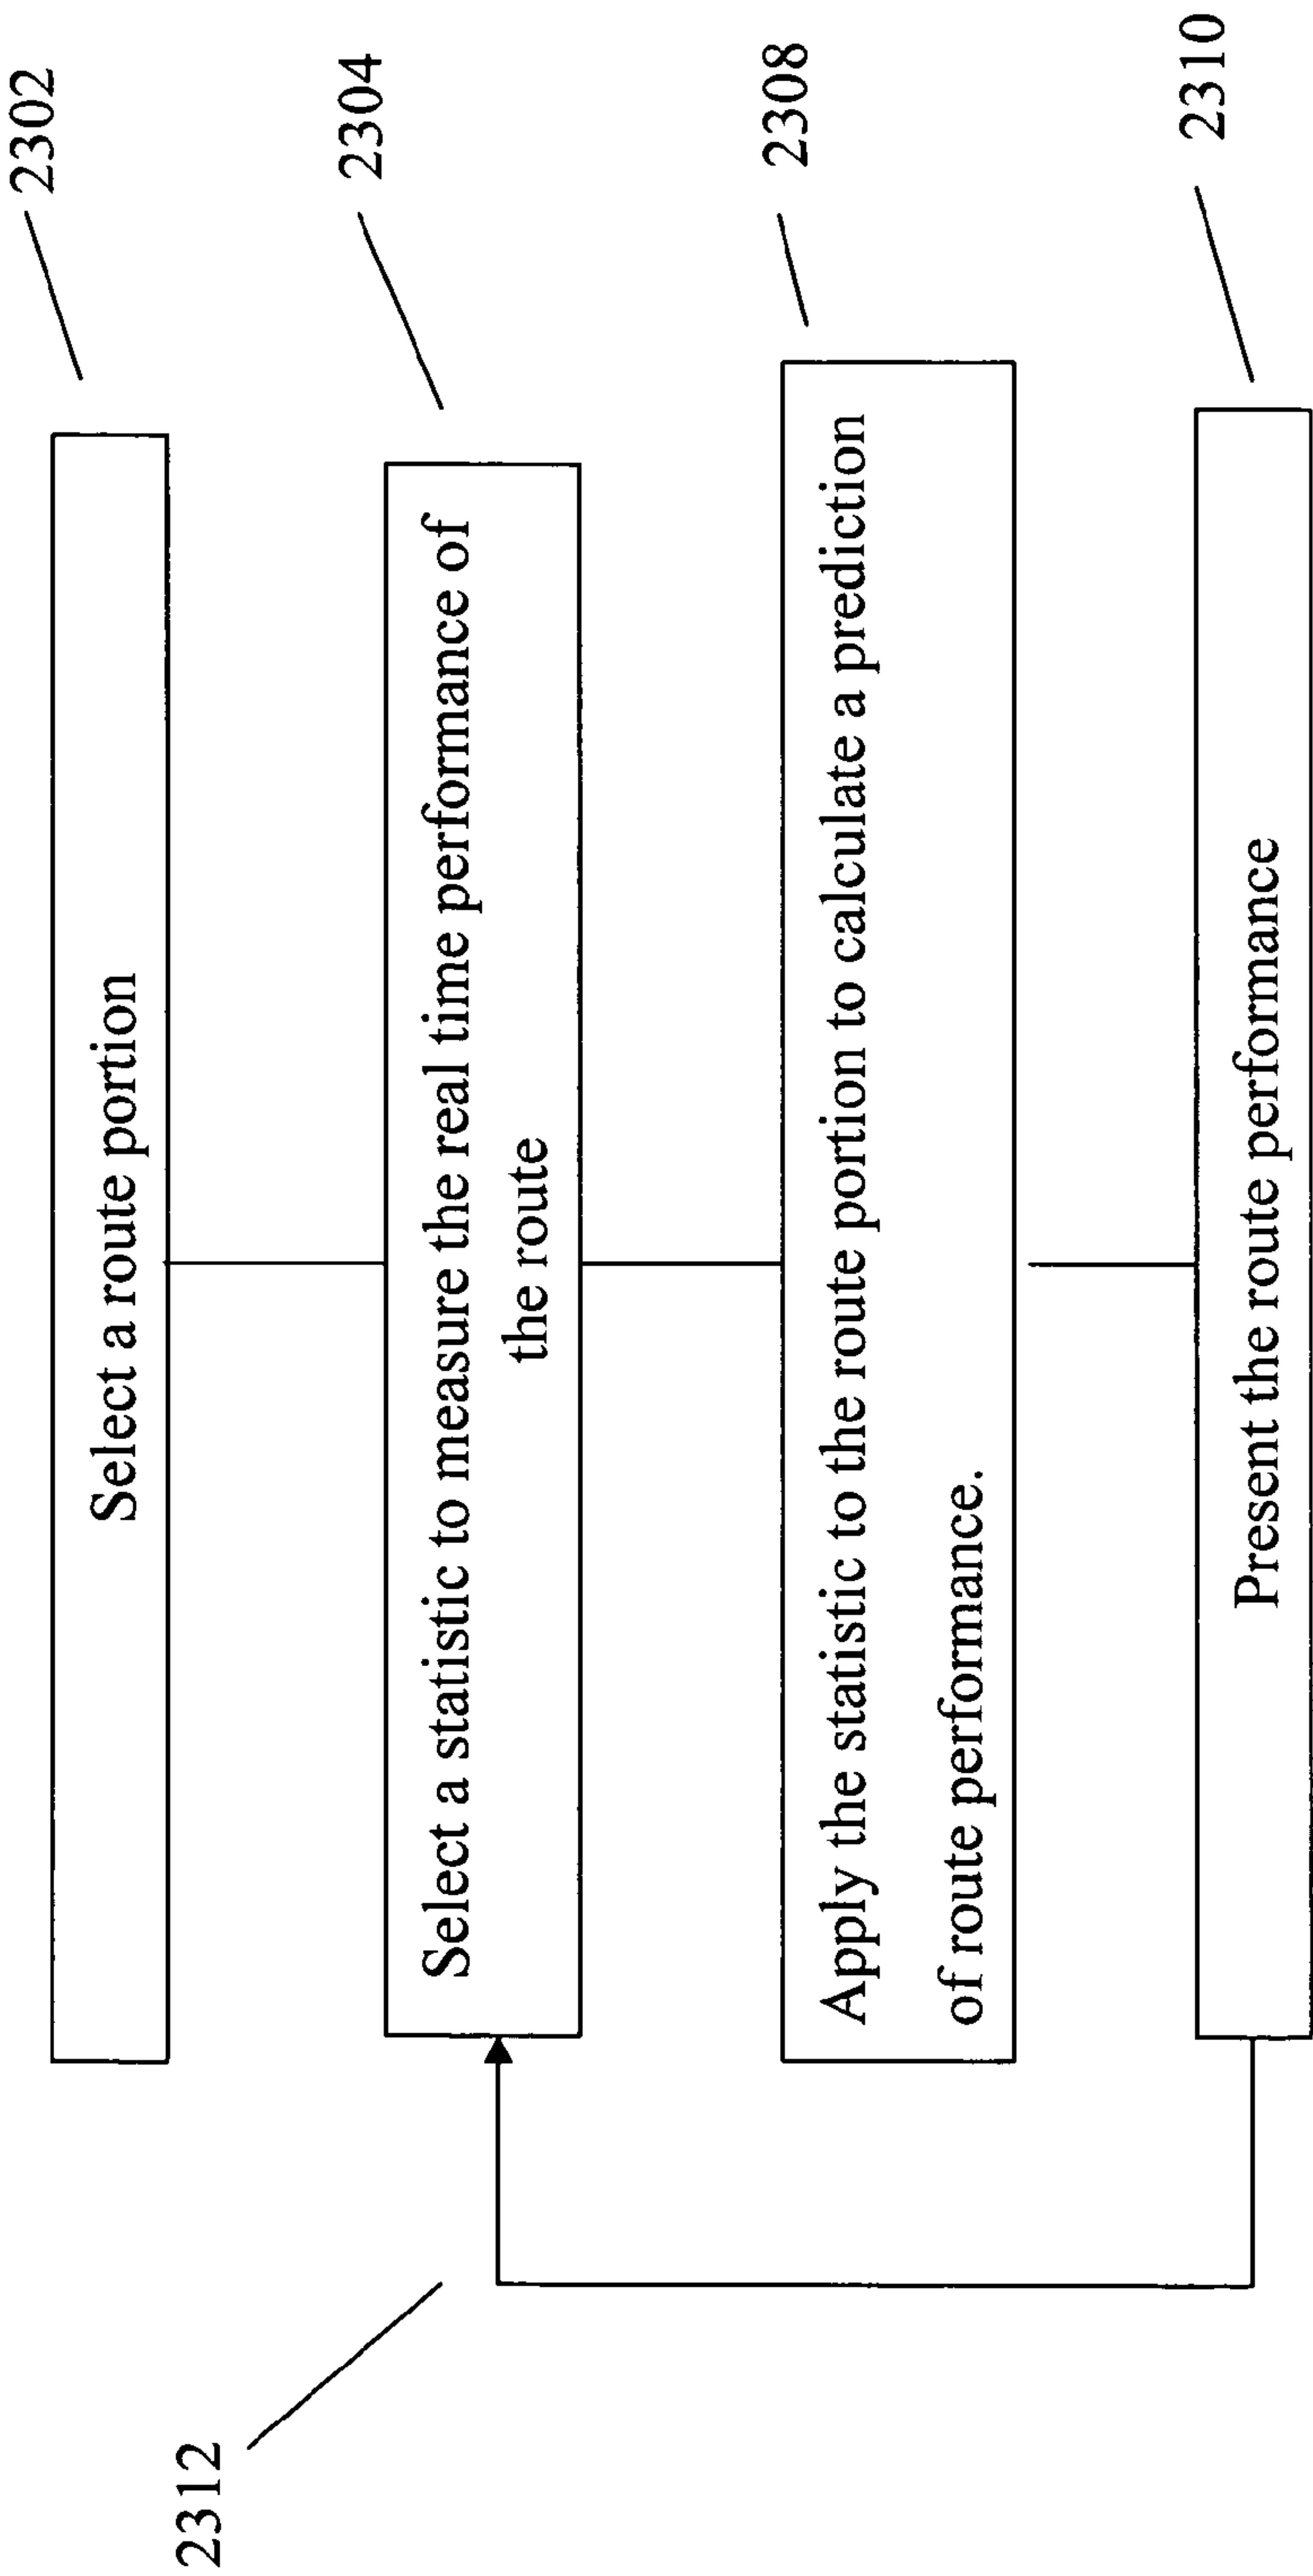 Select a route portion
2302
Select a statistic to measure the real time performance of
the route
2304
Apply the statistic to the route portion to calculate a prediction
of route performance.
2308
Present the route performance
2310
2312